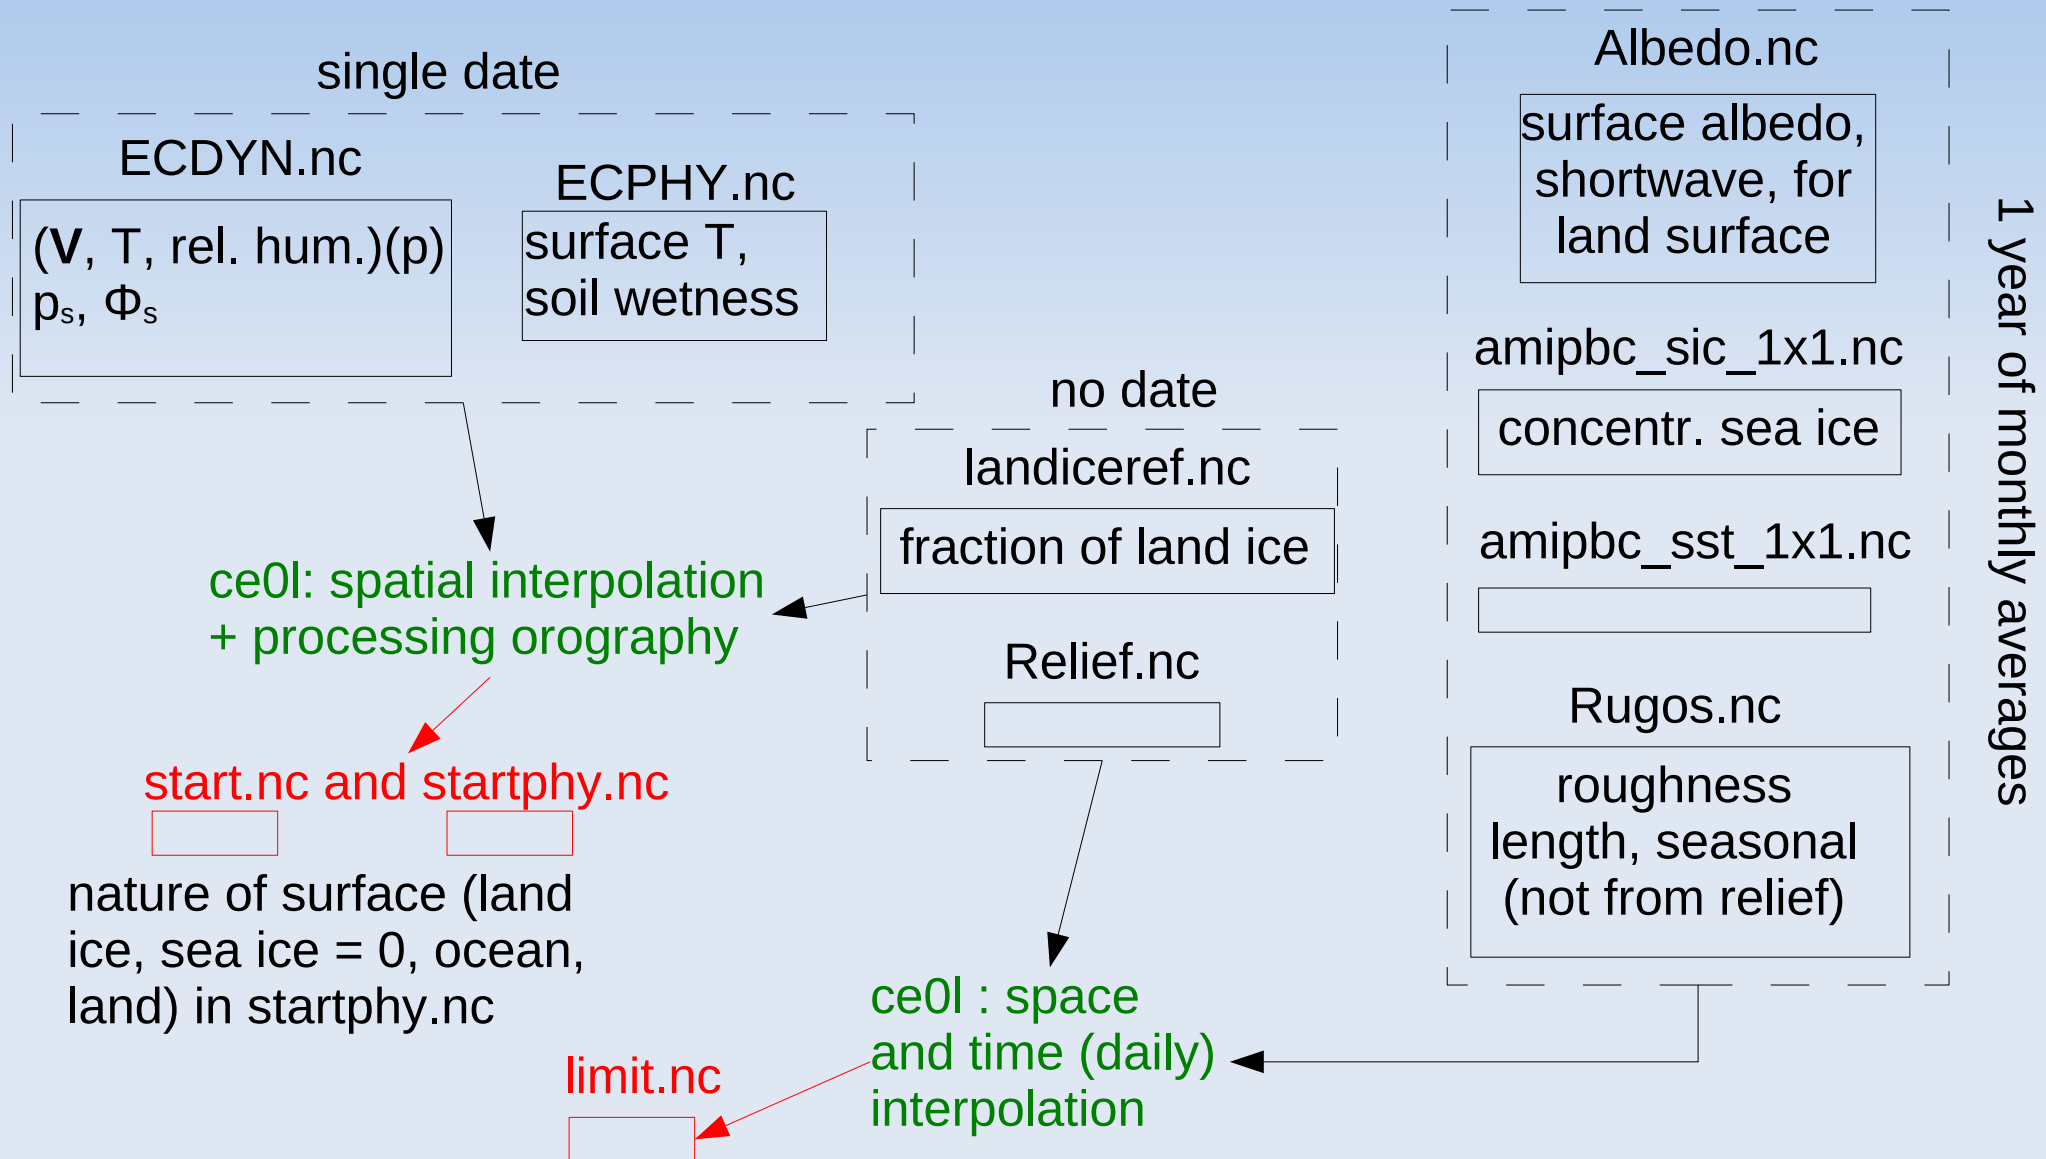 single date
ECDYN.nc
(V, T, rel. hum.)(p)
pₛ, Φₛ
ECPHY.nc
surface T,
soil wetness
no date
landiceref.nc
fraction of land ice
Relief.nc
Albedo.nc
surface albedo,
shortwave, for
land surface
amipbc_sic_1x1.nc
concentr. sea ice
amipbc_sst_1x1.nc
Rugos.nc
roughness
length, seasonal
(not from relief)
1 year of monthly averages
ce0l: spatial interpolation
+ processing orography
start.nc and startphy.nc
nature of surface (land
ice, sea ice = 0, ocean,
land) in startphy.nc
ce0l : space
and time (daily)
interpolation
limit.nc